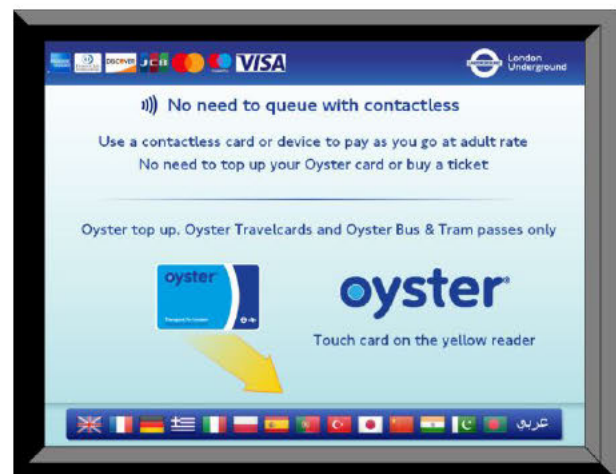 DISCOVER JCB VISA
London
Underground
No need to queue with contactless
Use a contactless card or device to pay as you go at adult rate
No need to top up your Oyster card or buy a ticket
Oyster top up, Oyster Travelcards and Oyster Bus & Tram passes only
oyster
oyster
Touch card on the yellow reader
عربي